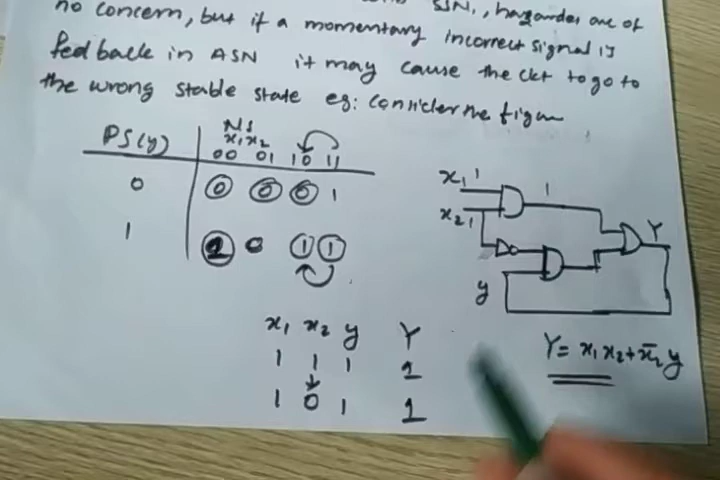 no concern, but if a momentary incorrect signal is
fed back in ASN it may cause the ckt to go to
the wrong stable state eg: consider the figure
PS(y) NS
x1x2
00 01 10 11
0 0 0 0 1
1 1 0 1 1
x1 1 1
x2 1 Y
y
x1 x2 y Y
1 1 1 1
1 0 1 1
Y = x1x2 + x̄2y